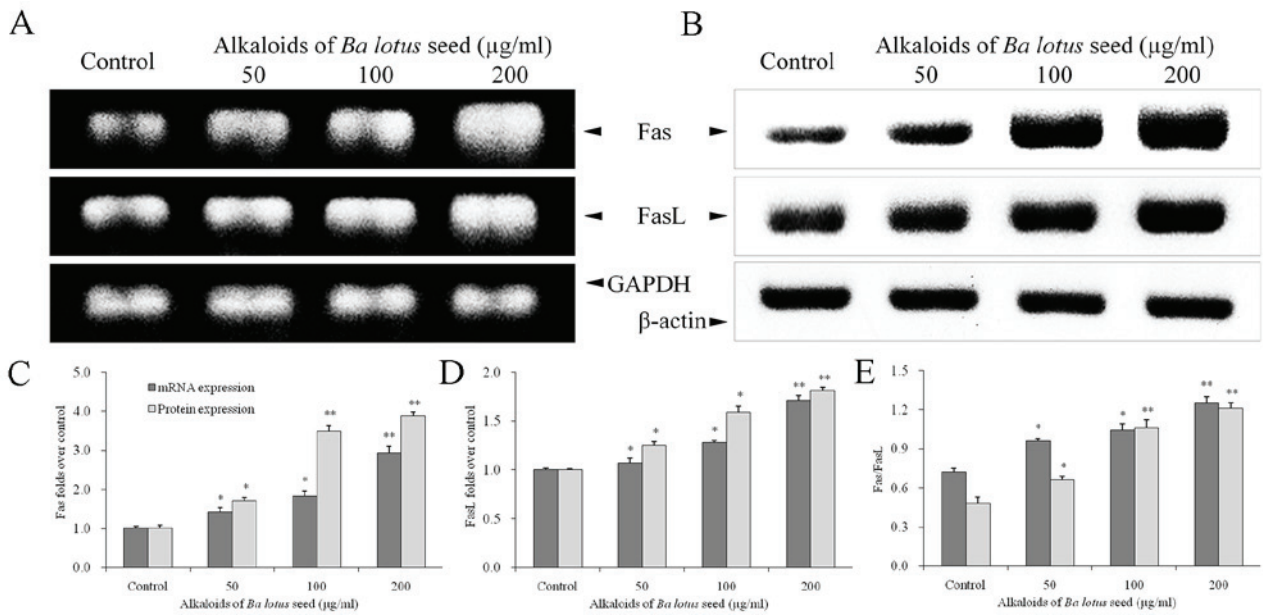 A
Alkaloids of Ba lotus seed (µg/ml)
Control
50 100 200
B
Alkaloids of Ba lotus seed (µg/ml)
Control
50 100 200
Fas
FasL
GAPDH
β-actin
C
mRNA expression
Protein expression
Fas folds over control
5.0
4.0
3.0
2.0
1.0
0.0
* * * ** ** **
Control 50 100 200
Alkaloids of Ba lotus seed (µg/ml)
D
FasL folds over control
2.0
1.5
1.0
0.5
0.0
* * * * ** **
Control 50 100 200
Alkaloids of Ba lotus seed (µg/ml)
E
Fas/FasL
1.5
1.2
0.9
0.6
0.3
0.0
* * * ** ** **
Control 50 100 200
Alkaloids of Ba lotus seed (µg/ml)